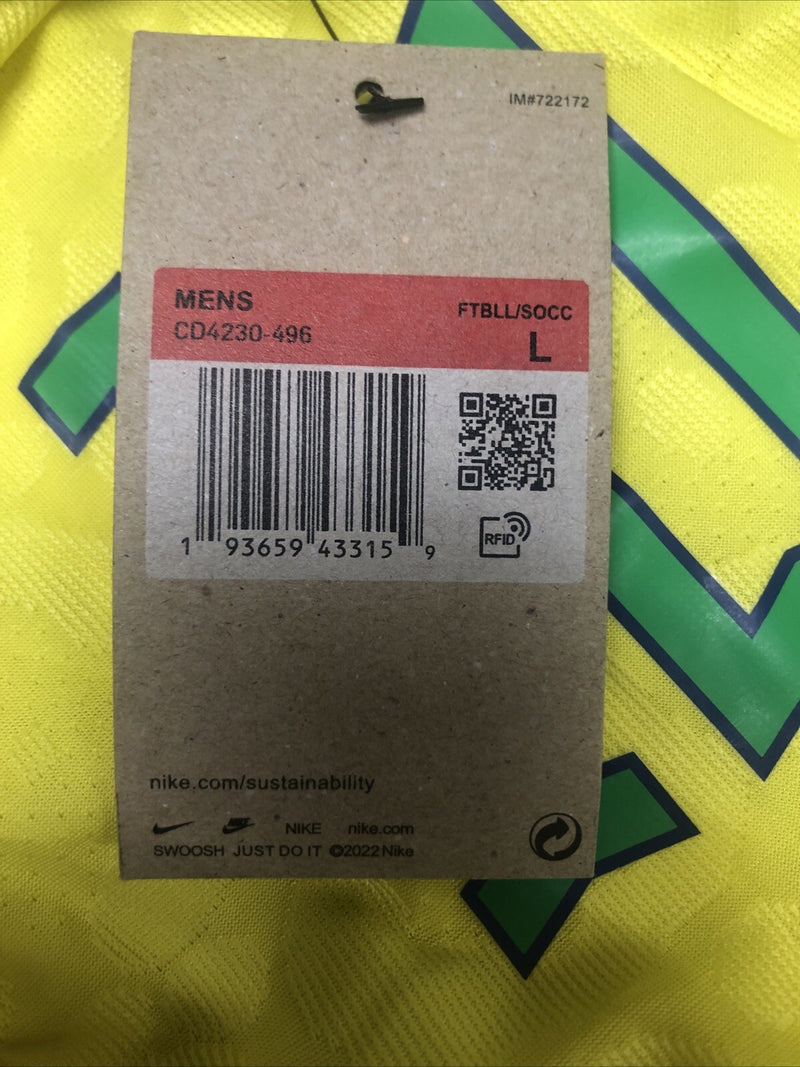 IM#722172
MENS
CD4230-496
FTBLL/SOCC
L
1 93659 43315 9
RFID
nike.com/sustainability
NIKE nike.com
SWOOSH JUST DO IT ©2022 Nike